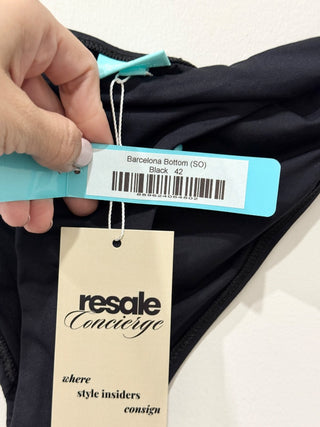 Barcelona Bottom (SO)
Black 42
resale
Concierge
where
style insiders
consign